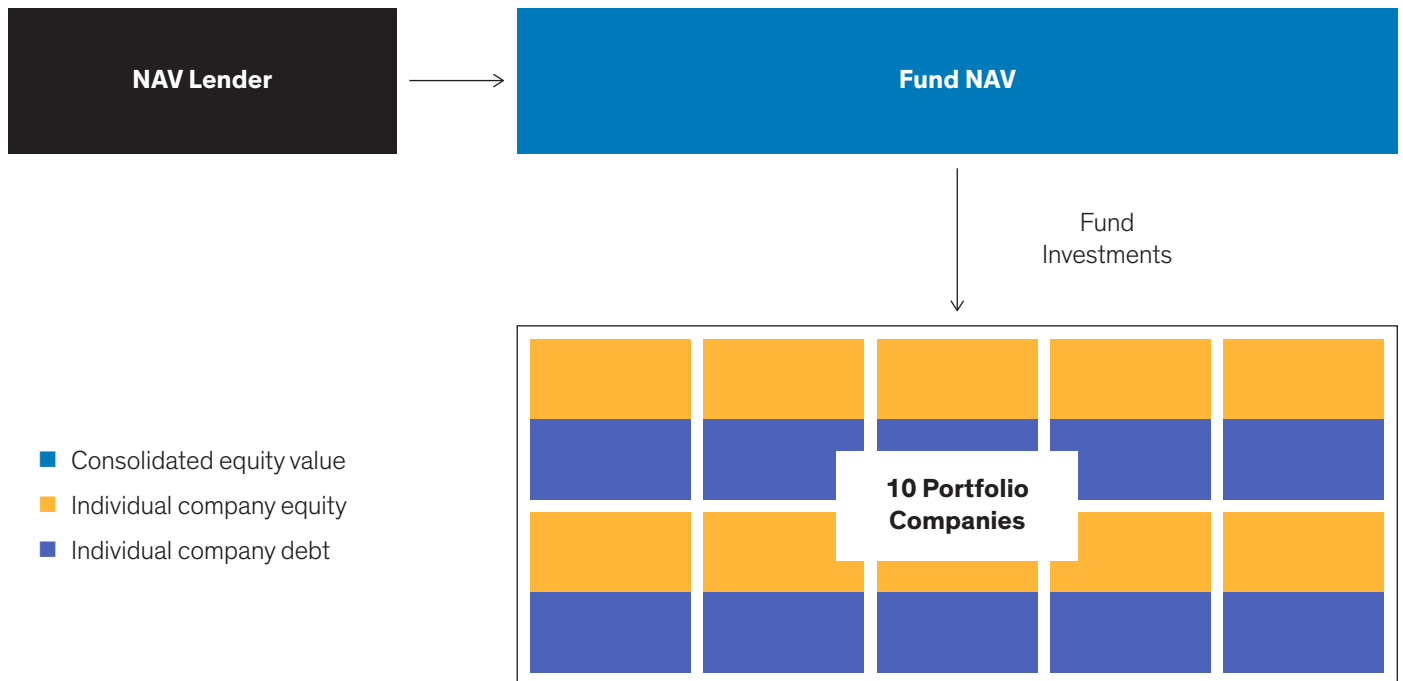 NAV Lender
Fund NAV
Fund
Investments
Consolidated equity value
Individual company equity
Individual company debt
10 Portfolio
Companies